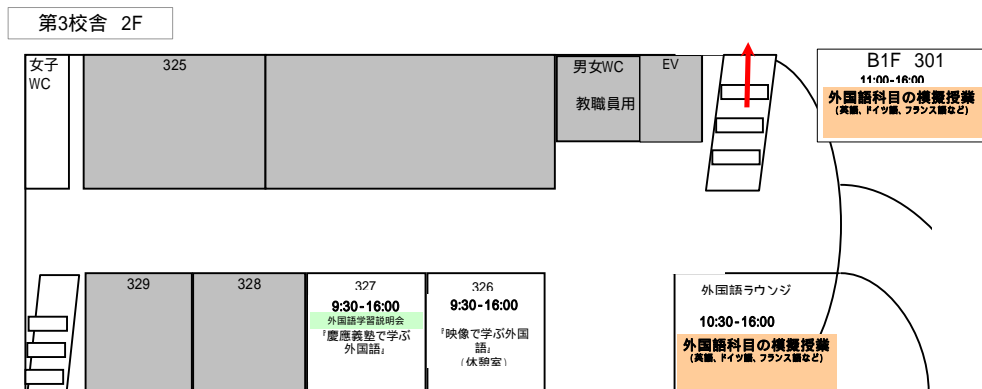 第3校舎 2F
女子
WC
325
男女WC
教職員用
EV
B1F 301
11:00-16:00
外国語科目の模擬授業
(英語、ドイツ語、フランス語など)
329
328
327
9:30-16:00
外国語学習説明会
『慶應義塾で学ぶ
外国語』
326
9:30-16:00
『映像で学ぶ外国
語』
(休憩室)
外国語ラウンジ
10:30-16:00
外国語科目の模擬授業
(英語、ドイツ語、フランス語など)